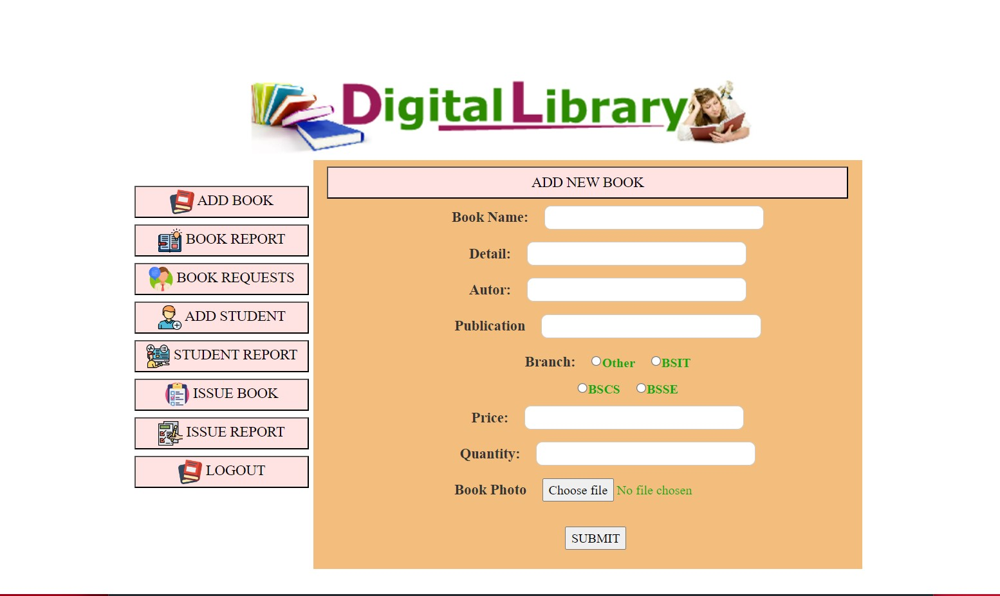 Digital Library
ADD BOOK
BOOK REPORT
BOOK REQUESTS
ADD STUDENT
STUDENT REPORT
ISSUE BOOK
ISSUE REPORT
LOGOUT
ADD NEW BOOK
Book Name:
Detail:
Autor:
Publication
Branch: Other BSIT
BSCS BSSE
Price:
Quantity:
Book Photo Choose file No file chosen
SUBMIT